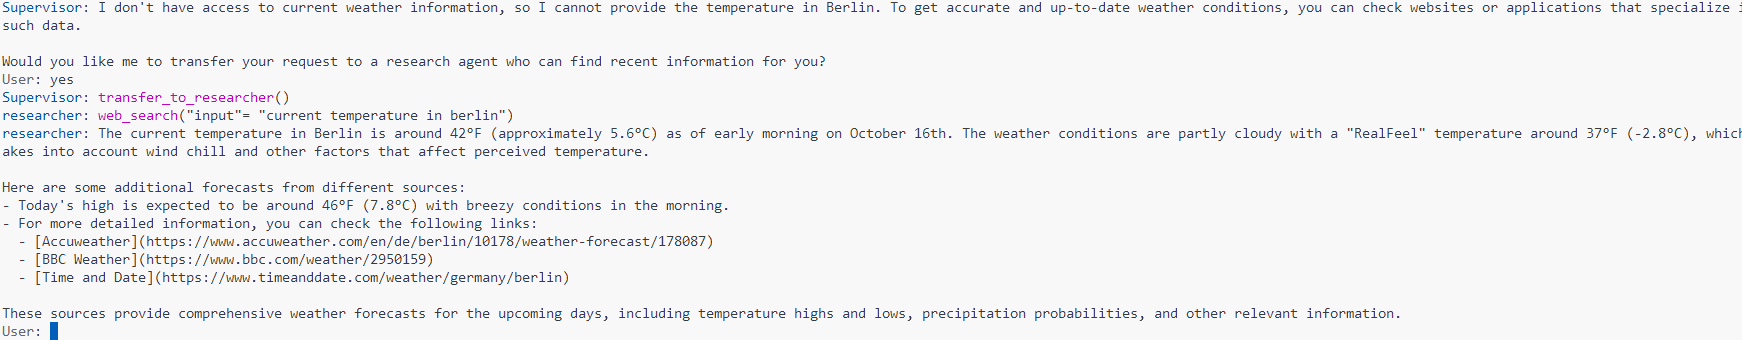 Supervisor: I don't have access to current weather information, so I cannot provide the temperature in Berlin. To get accurate and up-to-date weather conditions, you can check websites or applications that specialize
such data.
Would you like me to transfer your request to a research agent who can find recent information for you?
User: yes
Supervisor: transfer_to_researcher()
researcher: web_search("input"= "current temperature in berlin")
researcher: The current temperature in Berlin is around 42°F (approximately 5.6°C) as of early morning on October 16th. The weather conditions are partly cloudy with a "RealFeel" temperature around 37°F (-2.8°C), which
akes into account wind chill and other factors that affect perceived temperature.
Here are some additional forecasts from different sources:
- Today's high is expected to be around 46°F (7.8°C) with breezy conditions in the morning.
- For more detailed information, you can check the following links:
- [Accuweather](https://www.accuweather.com/en/de/berlin/10178/weather-forecast/178087)
- [BBC Weather](https://www.bbc.com/weather/2950159)
- [Time and Date](https://www.timeanddate.com/weather/germany/berlin)
These sources provide comprehensive weather forecasts for the upcoming days, including temperature highs and lows, precipitation probabilities, and other relevant information.
User: